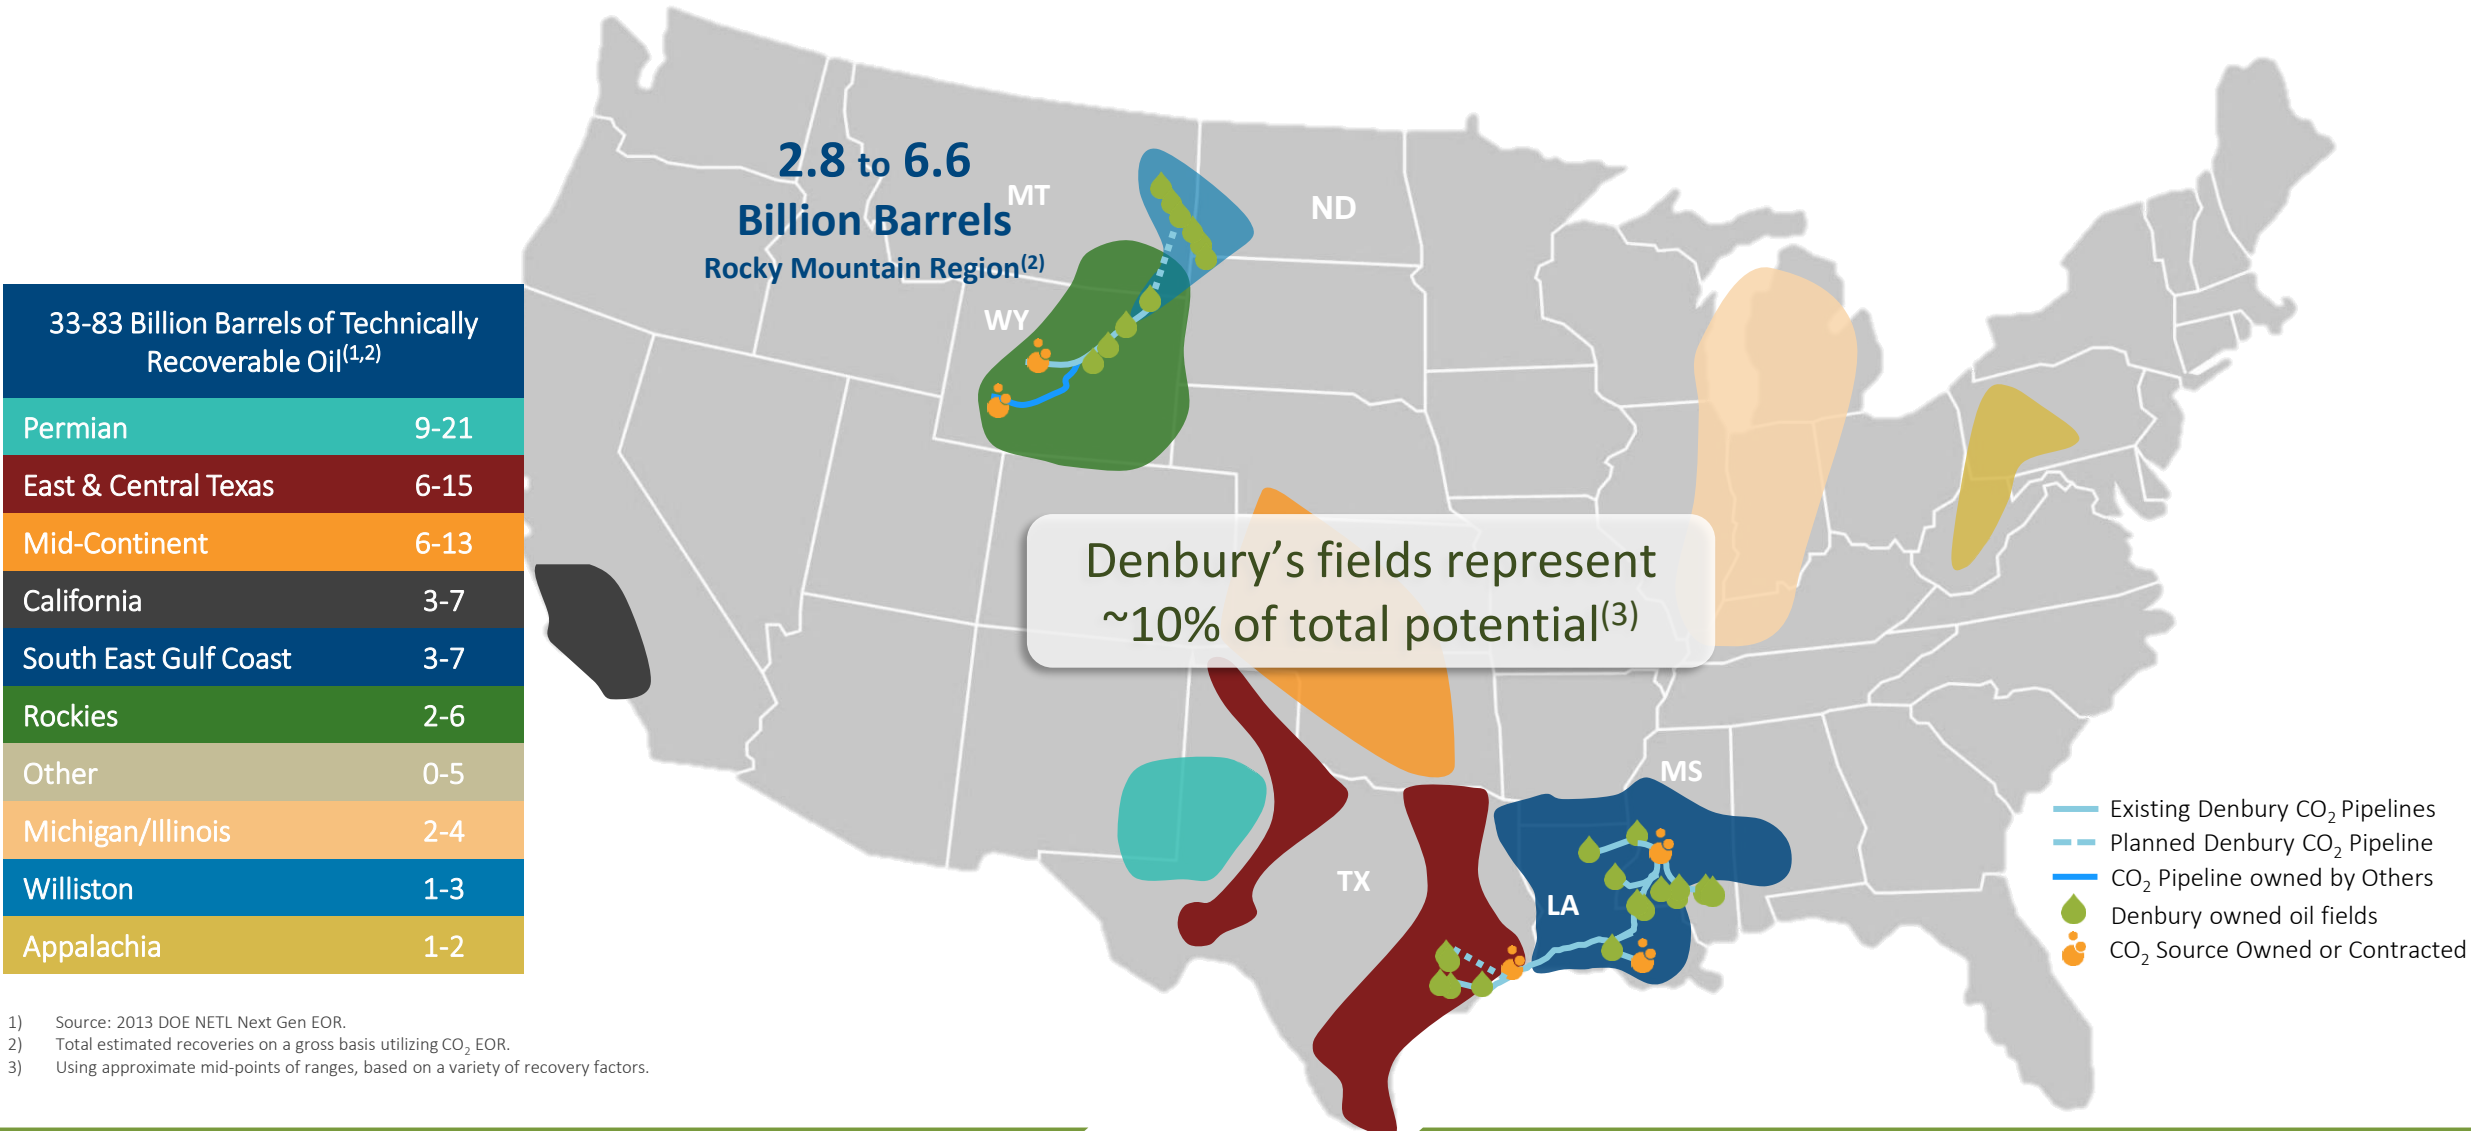 2.8 to 6.6
Billion Barrels
Rocky Mountain Region(2)
MT
ND
WY
33-83 Billion Barrels of Technically
Recoverable Oil(1,2)
Permian 9-21
East & Central Texas 6-15
Mid-Continent 6-13
California 3-7
South East Gulf Coast 3-7
Rockies 2-6
Other 0-5
Michigan/Illinois 2-4
Williston 1-3
Appalachia 1-2
Denbury's fields represent
~10% of total potential(3)
MS
TX
LA
Existing Denbury CO2 Pipelines
Planned Denbury CO2 Pipeline
CO2 Pipeline owned by Others
Denbury owned oil fields
CO2 Source Owned or Contracted
1) Source: 2013 DOE NETL Next Gen EOR.
2) Total estimated recoveries on a gross basis utilizing CO2 EOR.
3) Using approximate mid-points of ranges, based on a variety of recovery factors.